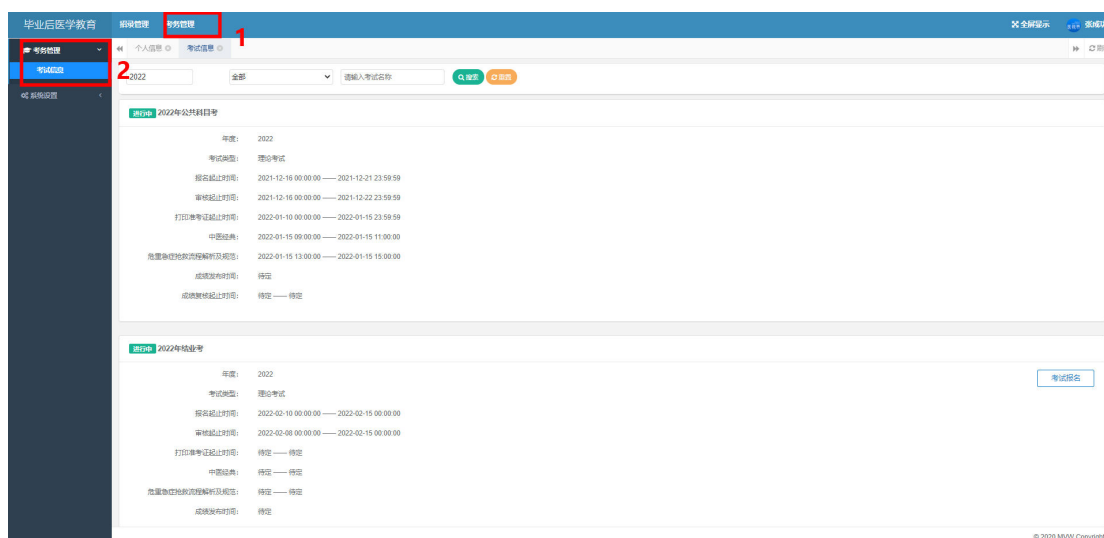 毕业后医学教育 招录管理 考务管理 全屏显示 张成功
1
考务管理 个人信息 考试信息
考试信息
2
2022 全部 请输入考试名称 搜索 重置
系统设置
进行中 2022年公共科目考
年度： 2022
考试类型： 理论考试
报名起止时间： 2021-12-16 00:00:00 —— 2021-12-21 23:59:59
审核起止时间： 2021-12-16 00:00:00 —— 2021-12-22 23:59:59
打印准考证起止时间： 2022-01-10 00:00:00 —— 2022-01-15 23:59:59
中医经典： 2022-01-15 09:00:00 —— 2022-01-15 11:00:00
危重急症抢救流程解析及规范： 2022-01-15 13:00:00 —— 2022-01-15 15:00:00
成绩发布时间： 待定
成绩复核起止时间： 待定 —— 待定
进行中 2022年结业考
年度： 2022 考试报名
考试类型： 理论考试
报名起止时间： 2022-02-10 00:00:00 —— 2022-02-15 00:00:00
审核起止时间： 2022-02-08 00:00:00 —— 2022-02-15 00:00:00
打印准考证起止时间： 待定 —— 待定
中医经典： 待定 —— 待定
危重急症抢救流程解析及规范： 待定 —— 待定
成绩发布时间： 待定